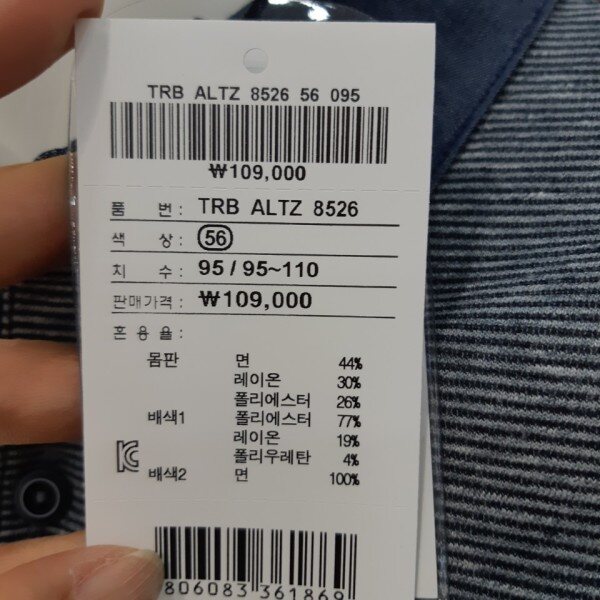 TRB ALTZ 8526 56 095
₩109,000
품 번 : TRB ALTZ 8526
색 상 : 56
치 수 : 95 / 95~110
판매가격 : ₩109,000
혼 용 율 :
몸판 면 44%
레이온 30%
폴리에스터 26%
배색1 폴리에스터 77%
레이온 19%
폴리우레탄 4%
배색2 면 100%
806083 361869